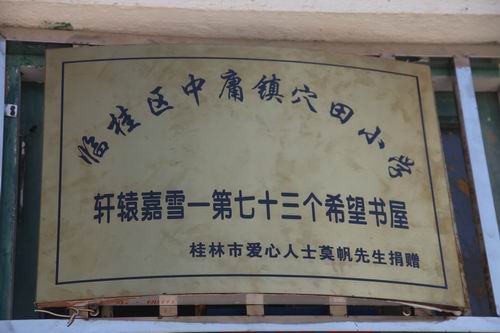 临桂区中庸镇穴田小学
轩辕嘉雪一第七十三个希望书屋
桂林市爱心人士莫帆先生捐赠